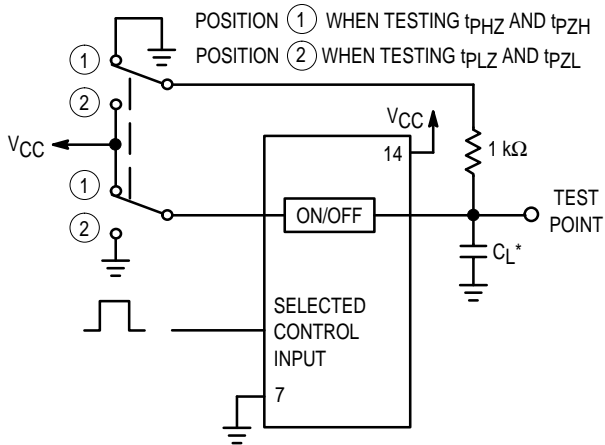 POSITION 1 WHEN TESTING tPHZ AND tPZH
POSITION 2 WHEN TESTING tPLZ AND tPZL
1
2
VCC
1
2
VCC
14
1 kΩ
ON/OFF
TEST
POINT
CL*
SELECTED
CONTROL
INPUT
7